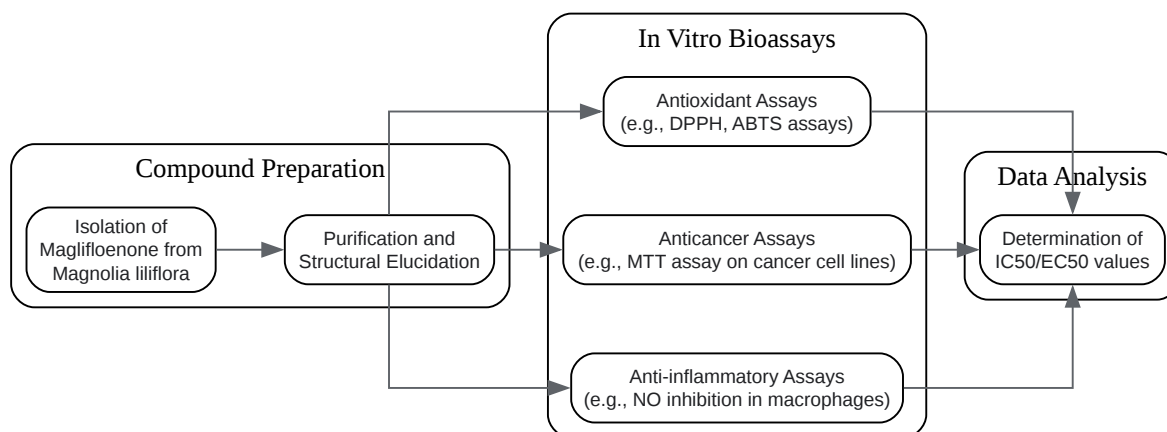 Compound Preparation
Isolation of
Maglifloenone from
Magnolia liliflora
Purification and
Structural Elucidation
In Vitro Bioassays
Antioxidant Assays
(e.g., DPPH, ABTS assays)
Anticancer Assays
(e.g., MTT assay on cancer cell lines)
Anti-inflammatory Assays
(e.g., NO inhibition in macrophages)
Data Analysis
Determination of
IC50/EC50 values